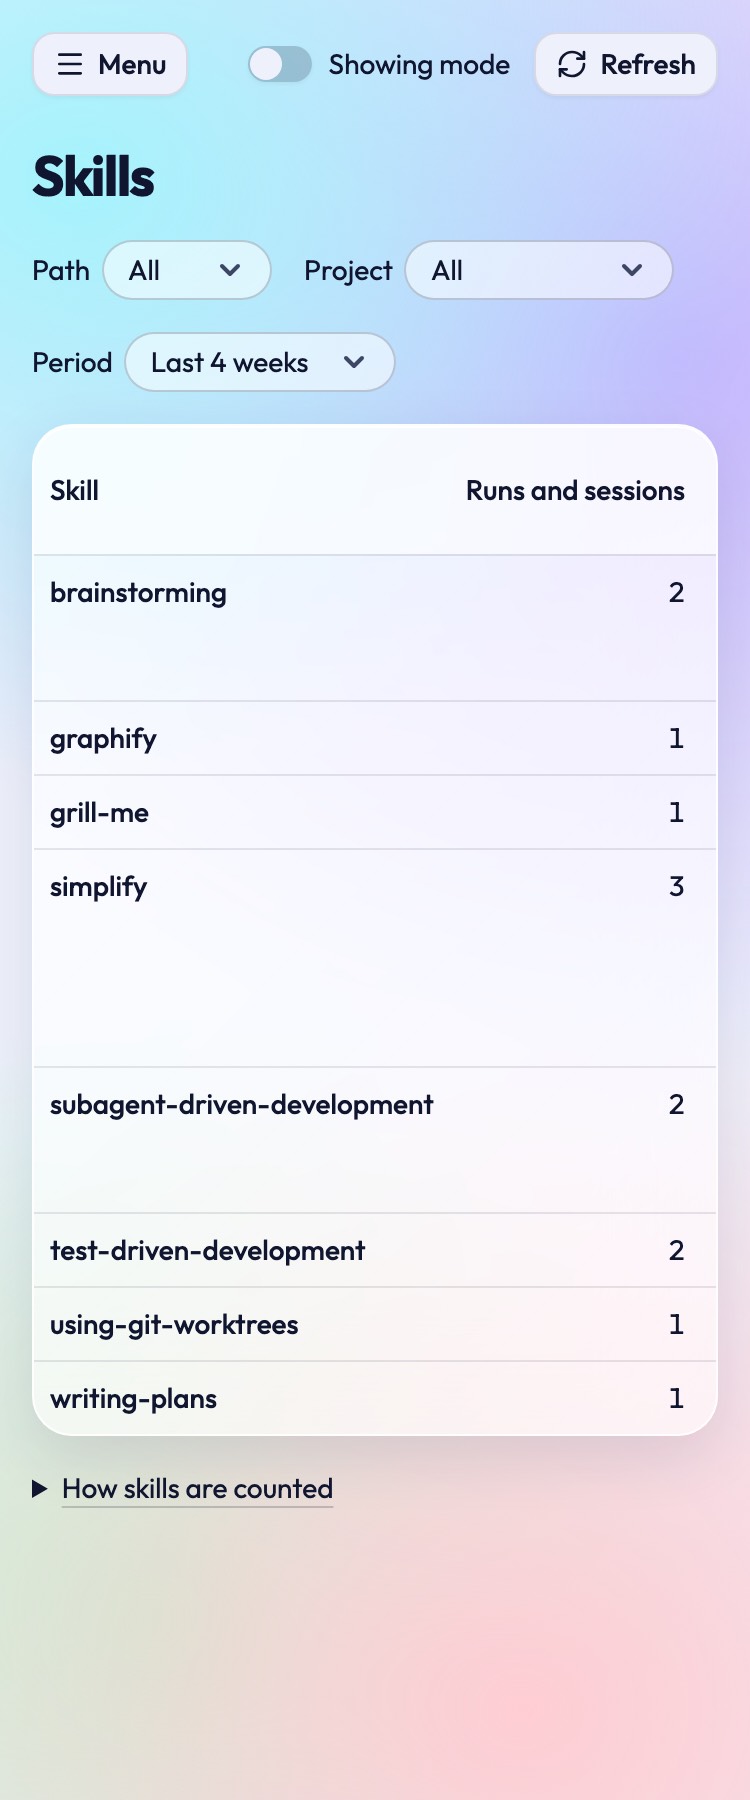 Menu
Showing mode
Refresh
Skills
Path All
Project All
Period Last 4 weeks
Skill Runs and sessions
brainstorming 2
graphify 1
grill-me 1
simplify 3
subagent-driven-development 2
test-driven-development 2
using-git-worktrees 1
writing-plans 1
How skills are counted